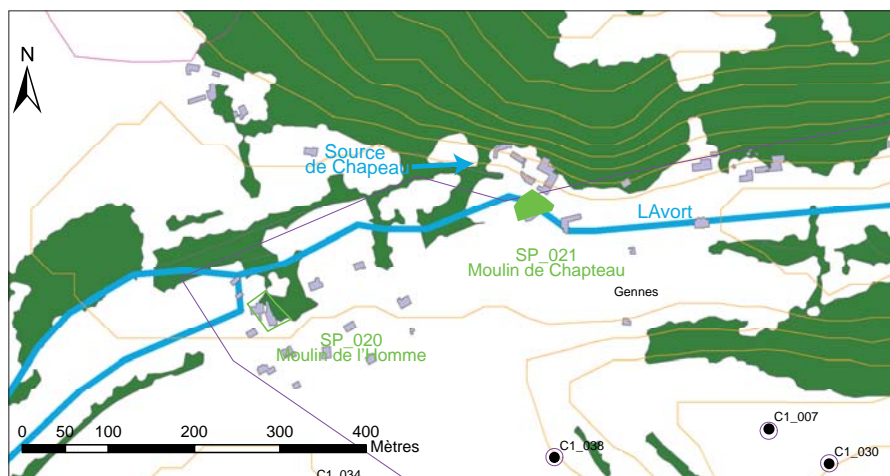 N
Source
de Chapeau
LAvort
SP_021
Moulin de Chapteau
Gennes
SP_020
Moulin de l'Homme
C1_007
C1_038
C1_030
0 50 100 200 300 400
Mètres
C1_034